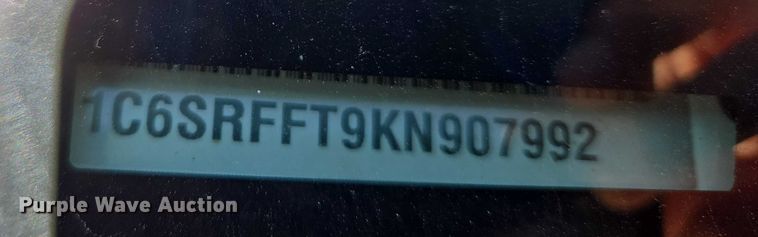 1C6SRFFT9KN907992
Purple Wave Auction